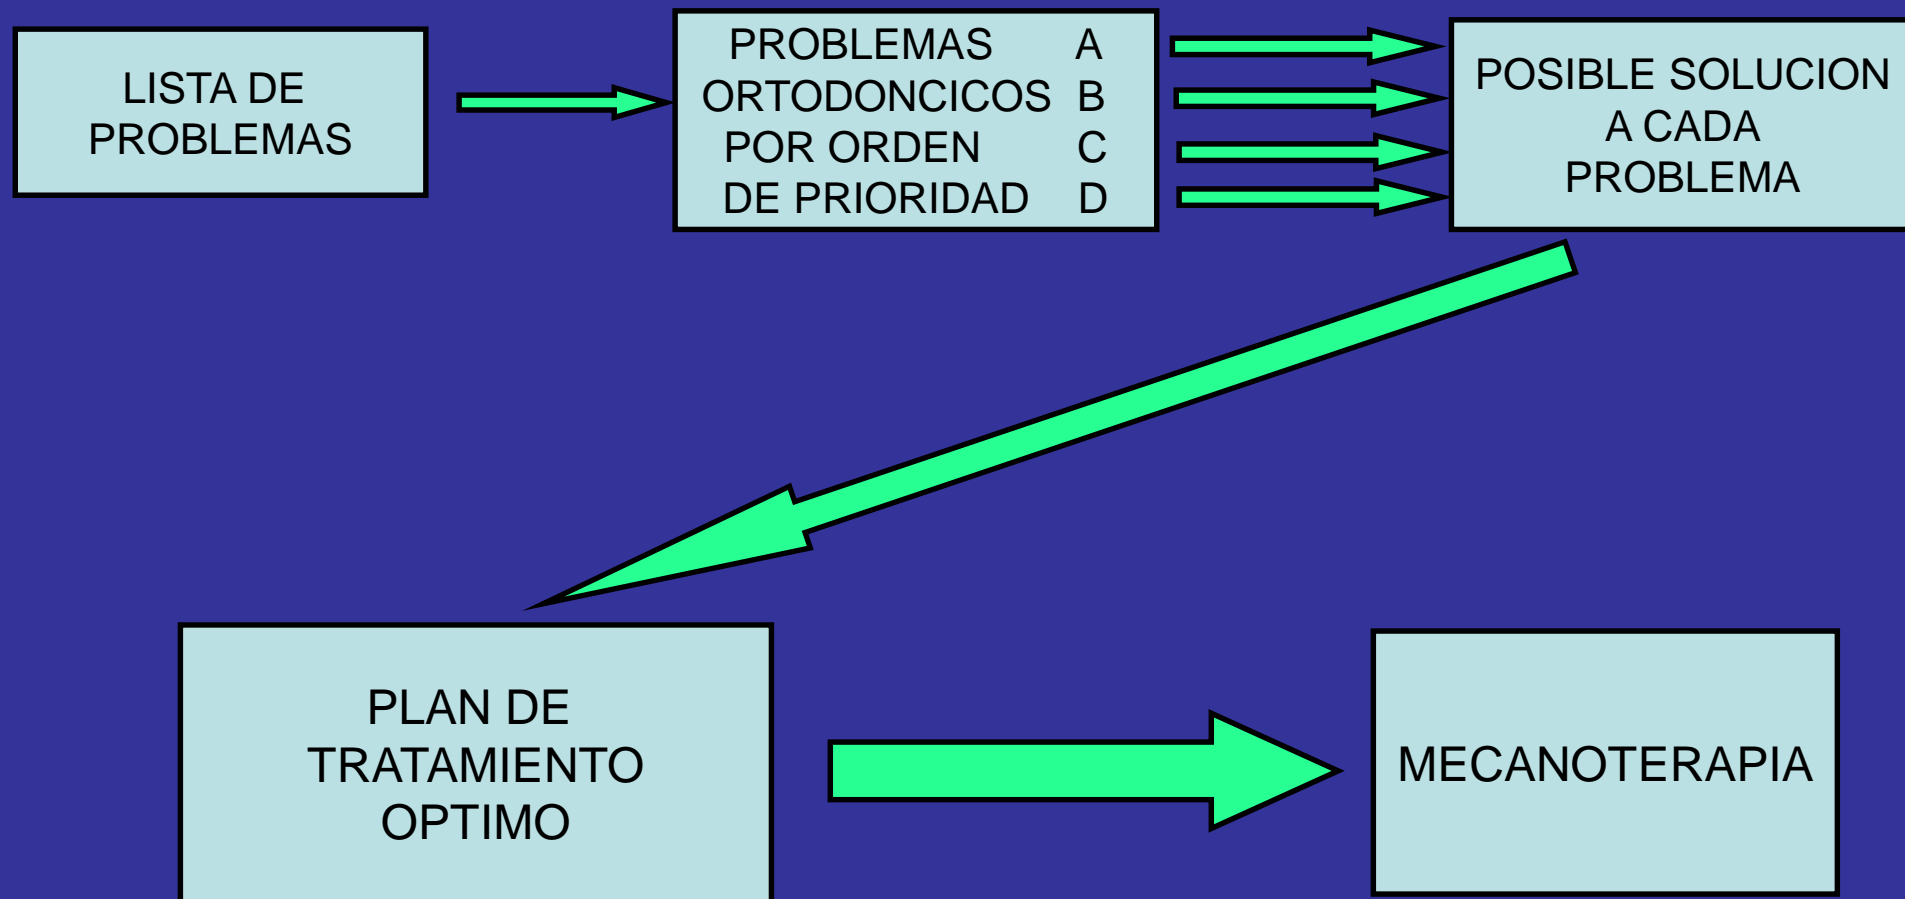 LISTA DE
PROBLEMAS
PROBLEMAS A
ORTODONCICOS B
POR ORDEN C
DE PRIORIDAD D
POSIBLE SOLUCION
A CADA
PROBLEMA
PLAN DE
TRATAMIENTO
OPTIMO
MECANOTERAPIA